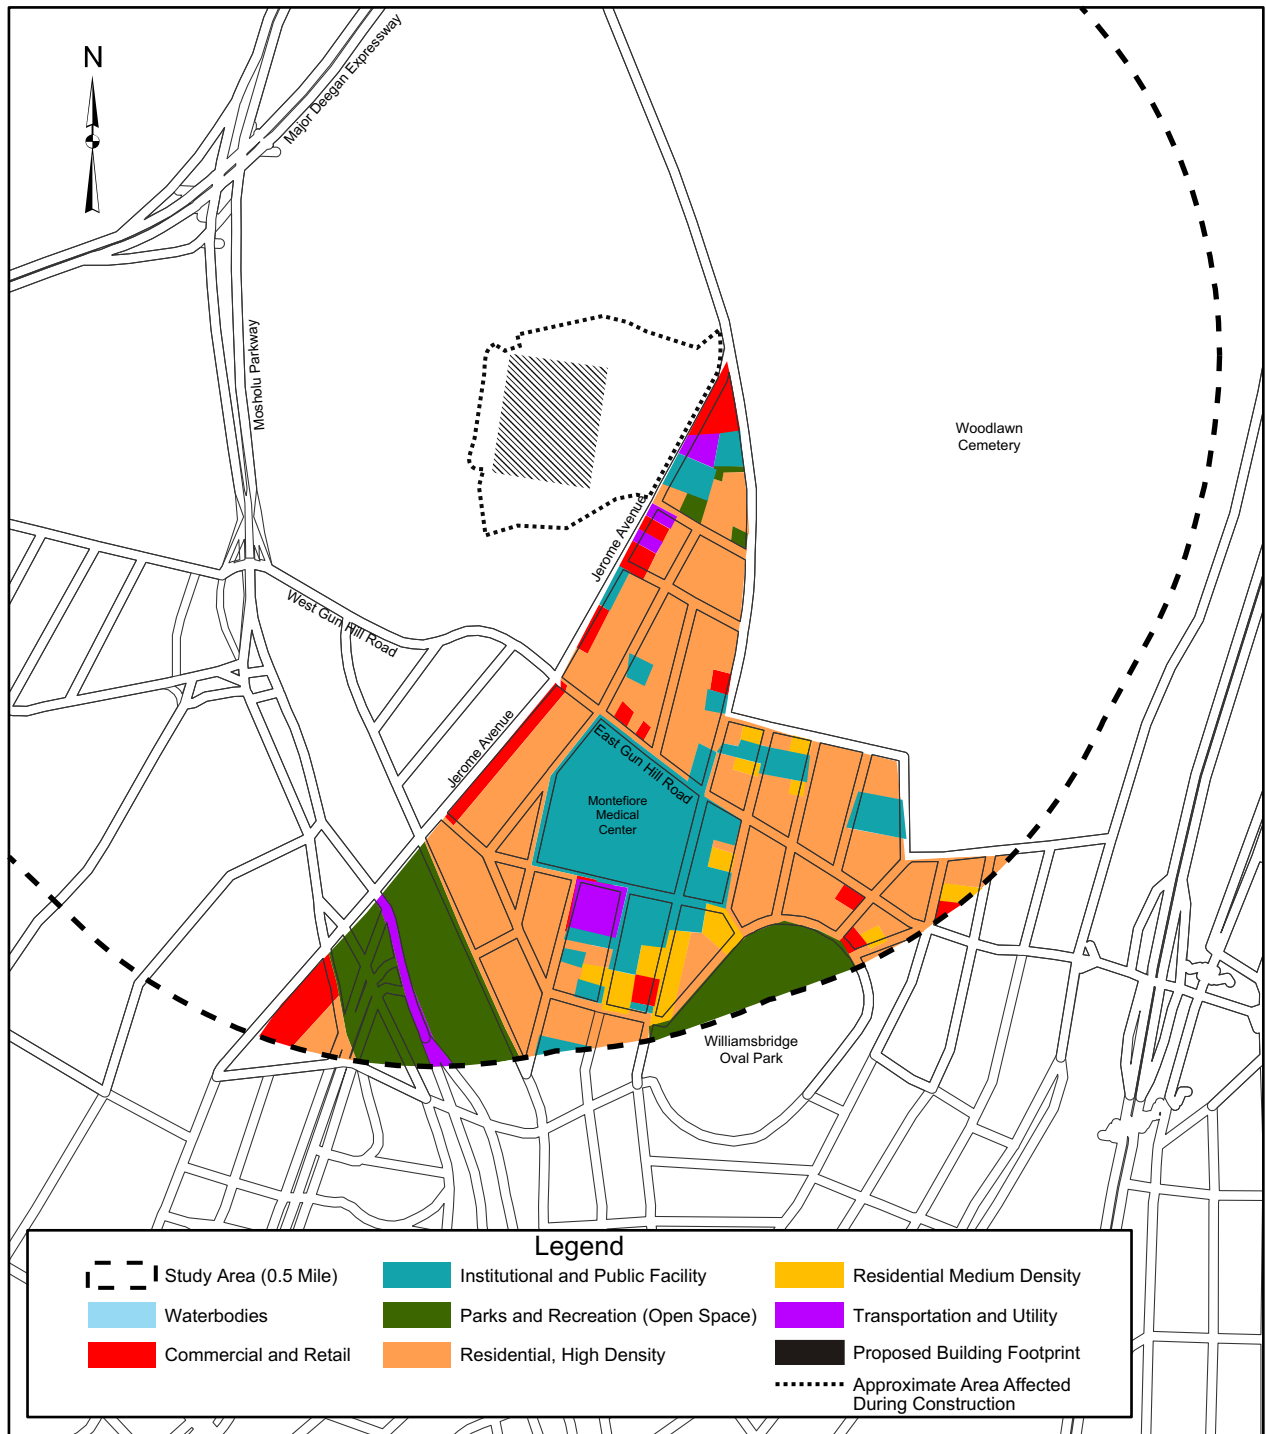 N
Major Deegan Expressway
Mosholu Parkway
Woodlawn
Cemetery
Jerome Avenue
West Gun Hill Road
Jerome Avenue
East Gun Hill Road
Montefiore
Medical
Center
Williamsbridge
Oval Park
Legend
Study Area (0.5 Mile)
Waterbodies
Commercial and Retail
Institutional and Public Facility
Parks and Recreation (Open Space)
Residential, High Density
Residential Medium Density
Transportation and Utility
Proposed Building Footprint
Approximate Area Affected
During Construction